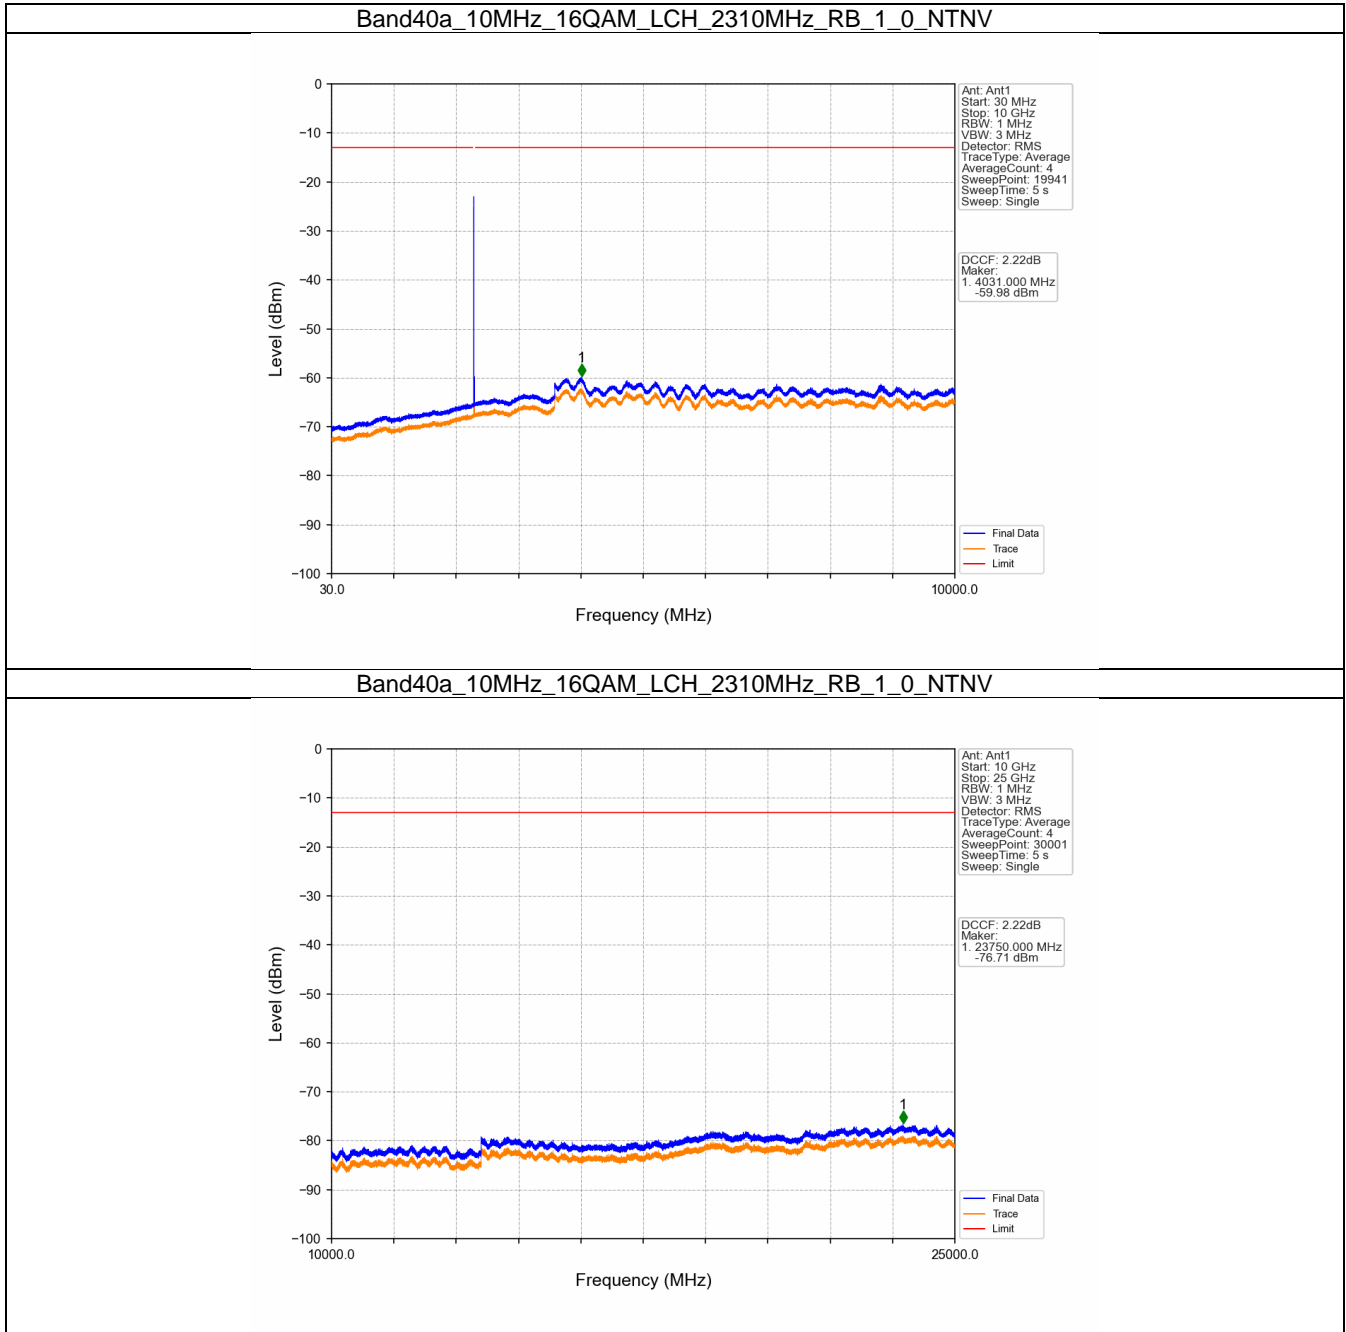 Band40a_10MHz_16QAM_LCH_2310MHz_RB_1_0_NTNV
0
−10
−20
−30
−40
−50
−60
−70
−80
−90
−100
Level (dBm)
30.0
10000.0
Frequency (MHz)
1
Ant: Ant1
Start: 30 MHz
Stop: 10 GHz
RBW: 1 MHz
VBW: 3 MHz
Detector: RMS
TraceType: Average
AverageCount: 4
SweepPoint: 19941
SweepTime: 5 s
Sweep: Single
DCCF: 2.22dB
Maker:
1. 4031.000 MHz
-59.98 dBm
Final Data
Trace
Limit
Band40a_10MHz_16QAM_LCH_2310MHz_RB_1_0_NTNV
0
−10
−20
−30
−40
−50
−60
−70
−80
−90
−100
Level (dBm)
10000.0
25000.0
Frequency (MHz)
1
Ant: Ant1
Start: 10 GHz
Stop: 25 GHz
RBW: 1 MHz
VBW: 3 MHz
Detector: RMS
TraceType: Average
AverageCount: 4
SweepPoint: 30001
SweepTime: 5 s
Sweep: Single
DCCF: 2.22dB
Maker:
1. 23750.000 MHz
-76.71 dBm
Final Data
Trace
Limit